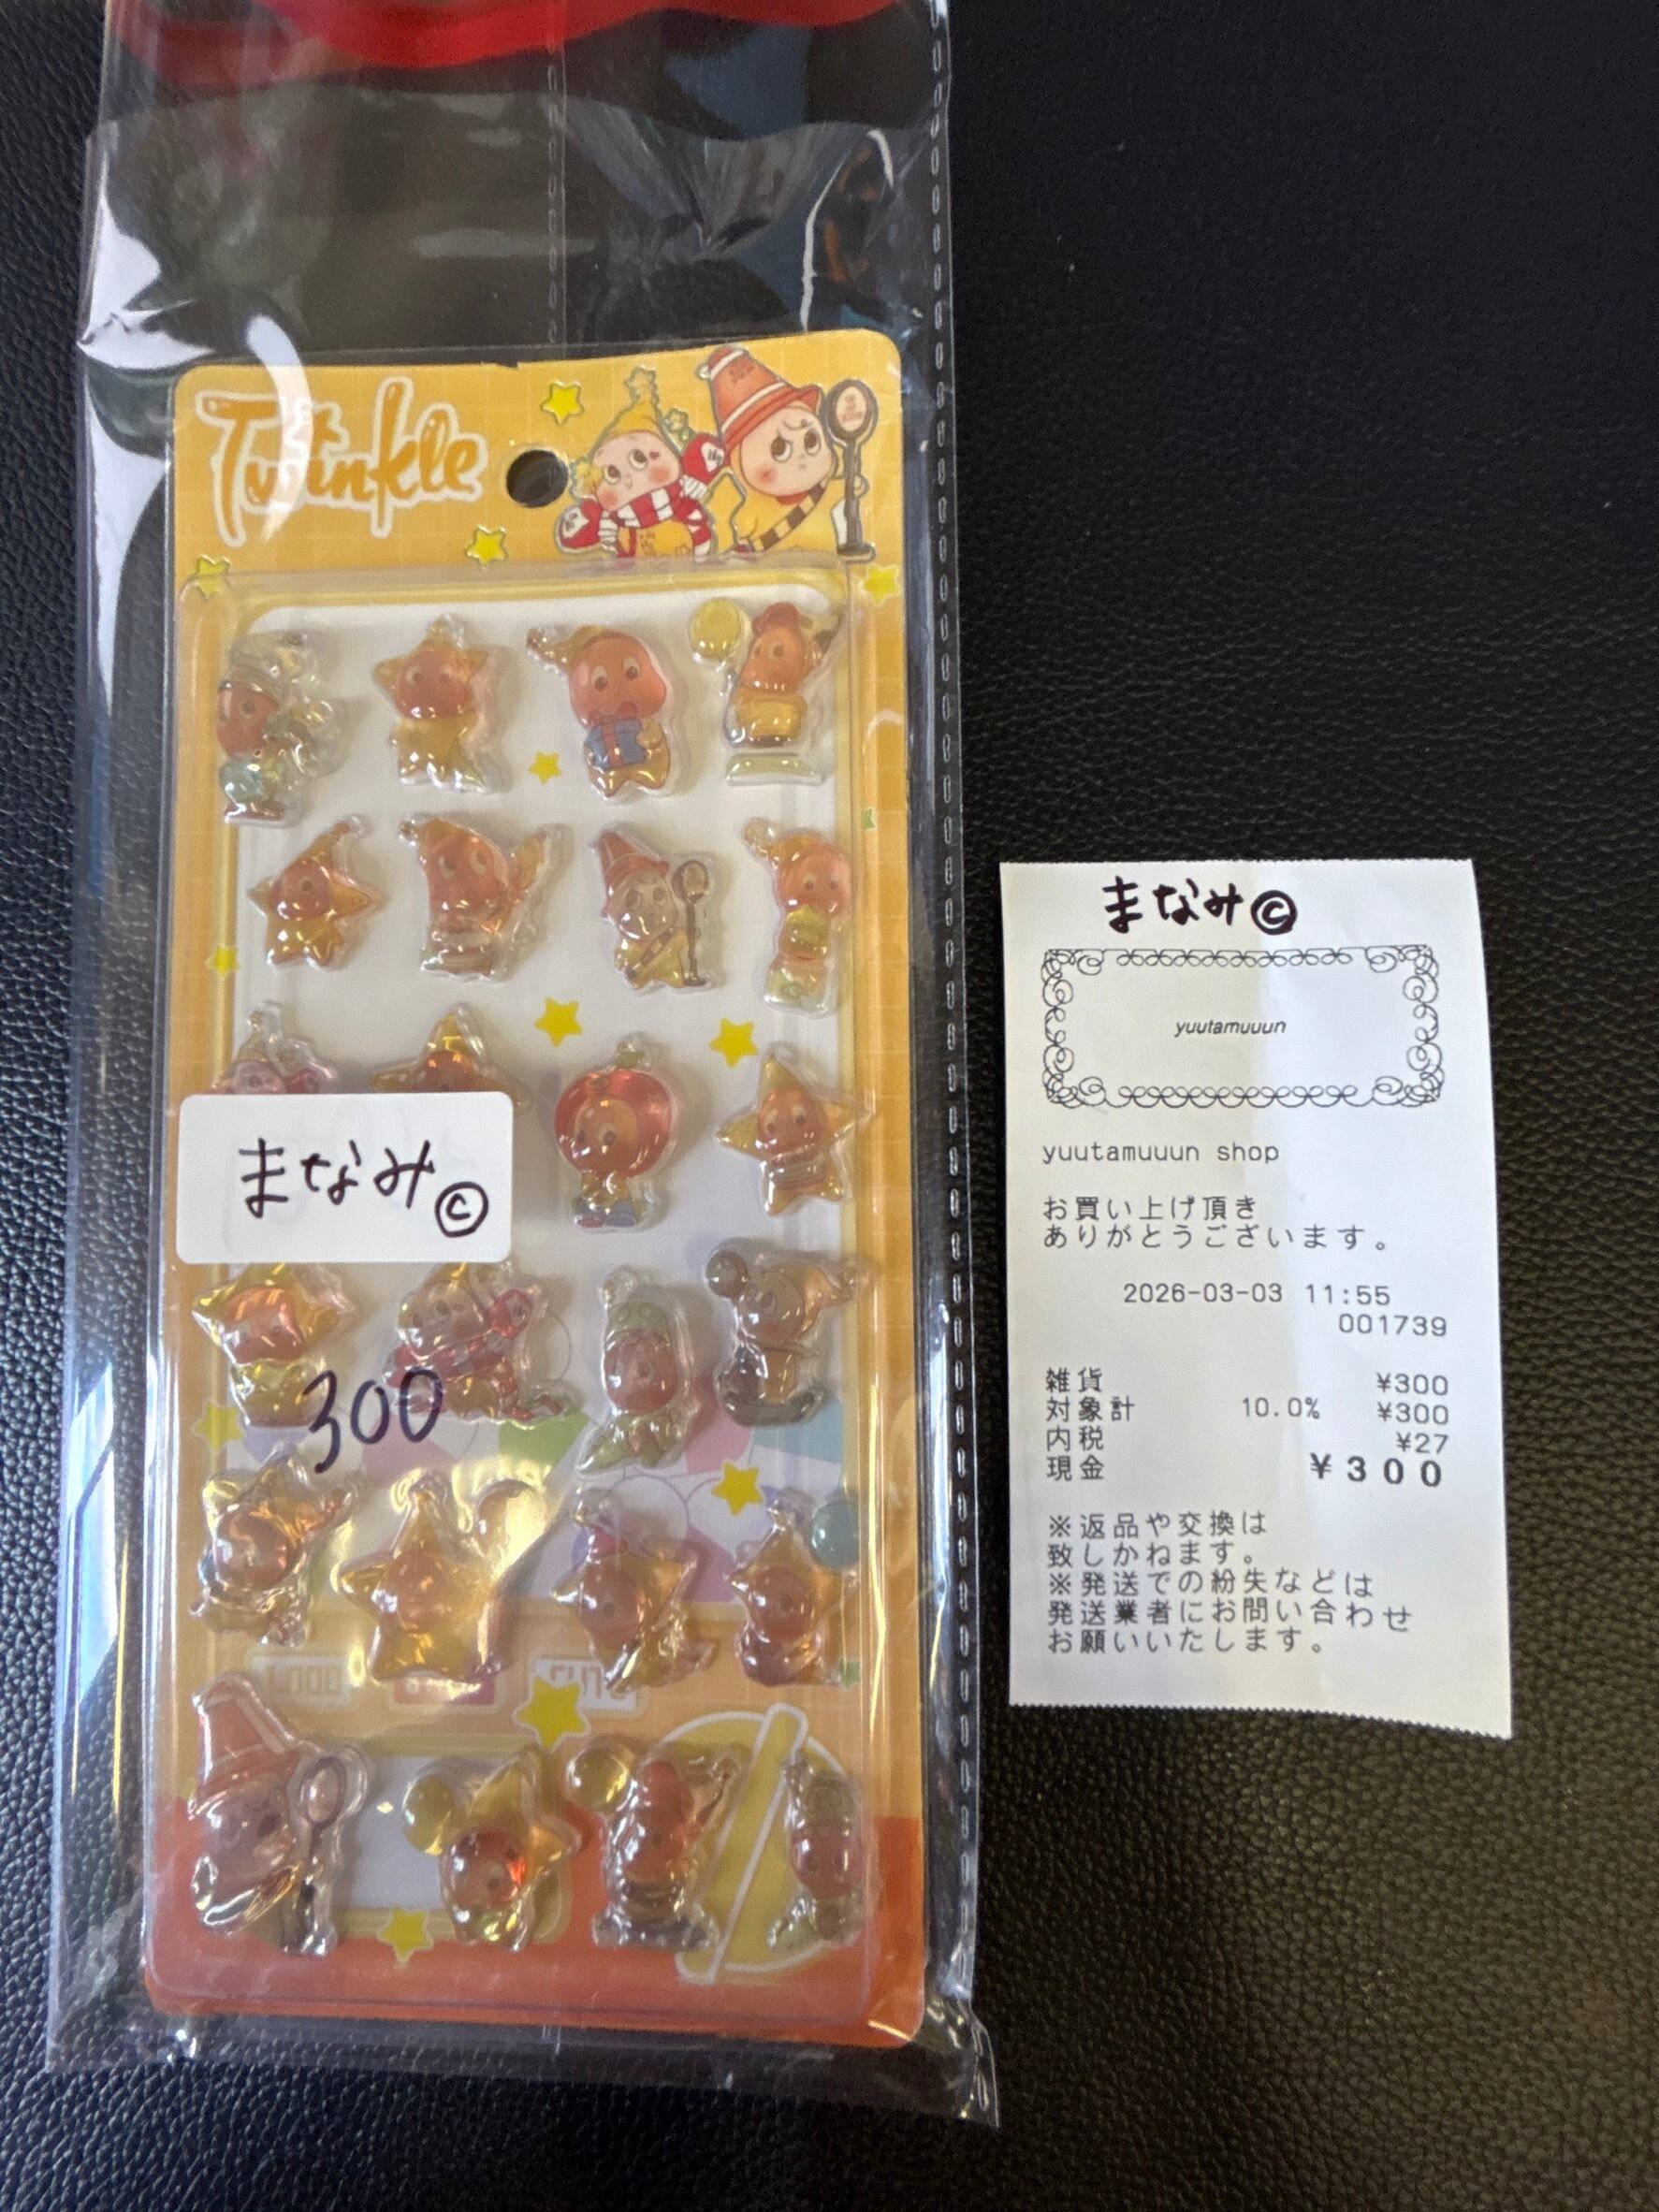 Twinkle
まなみ©
300
まなみ©
yuutamuuun
yuutamuuun shop
お買い上げ頂き
ありがとうございます。
2026-03-03 11:55
001739
雑貨 ¥300
対象計 10.0% ¥300
内税 ¥27
現金 ¥300
※返品や交換は
致しかねます。
※発送での紛失などは
発送業者にお問い合わせ
お願いいたします。